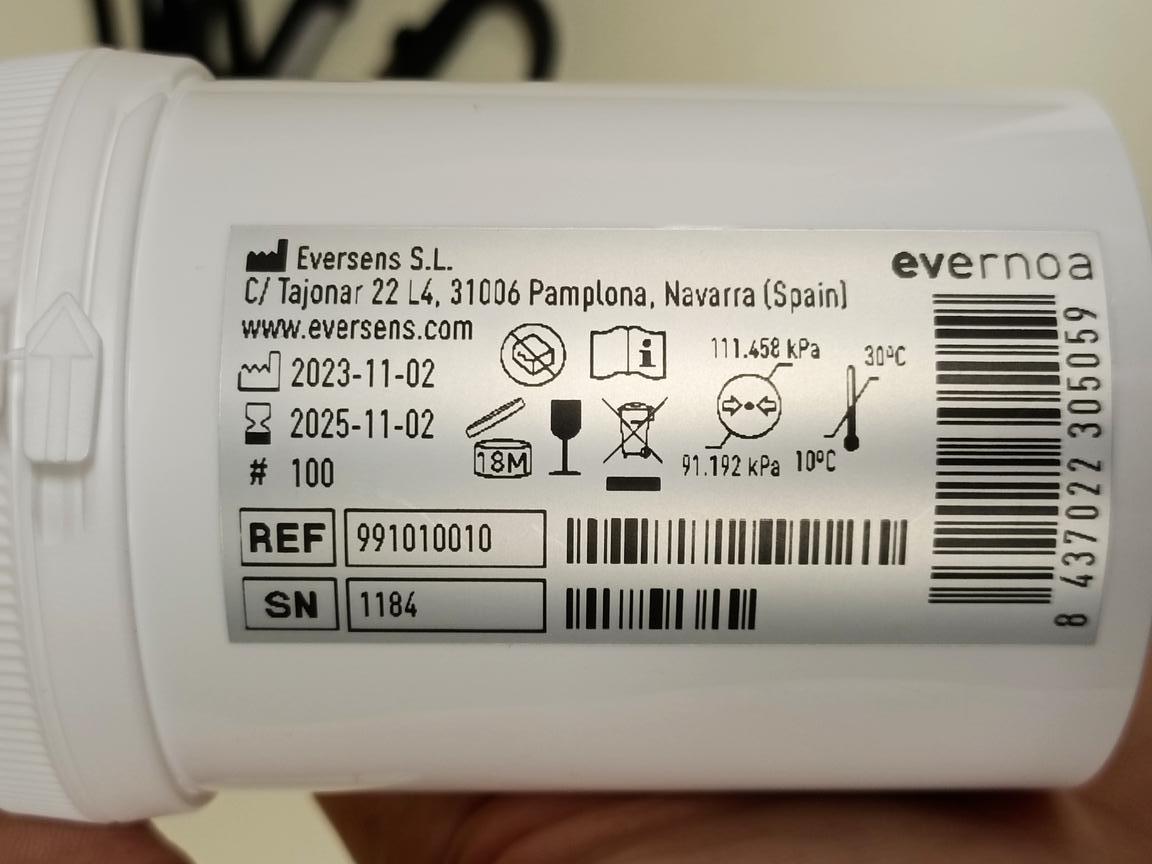 Eversens S.L.
C/ Tajonar 22 L4, 31006 Pamplona, Navarra (Spain)
www.eversens.com
2023-11-02
2025-11-02
# 100
18M
111.458 kPa
91.192 kPa
30ºC
10ºC
REF 991010010
SN 1184
evernoa
8 437022 305059